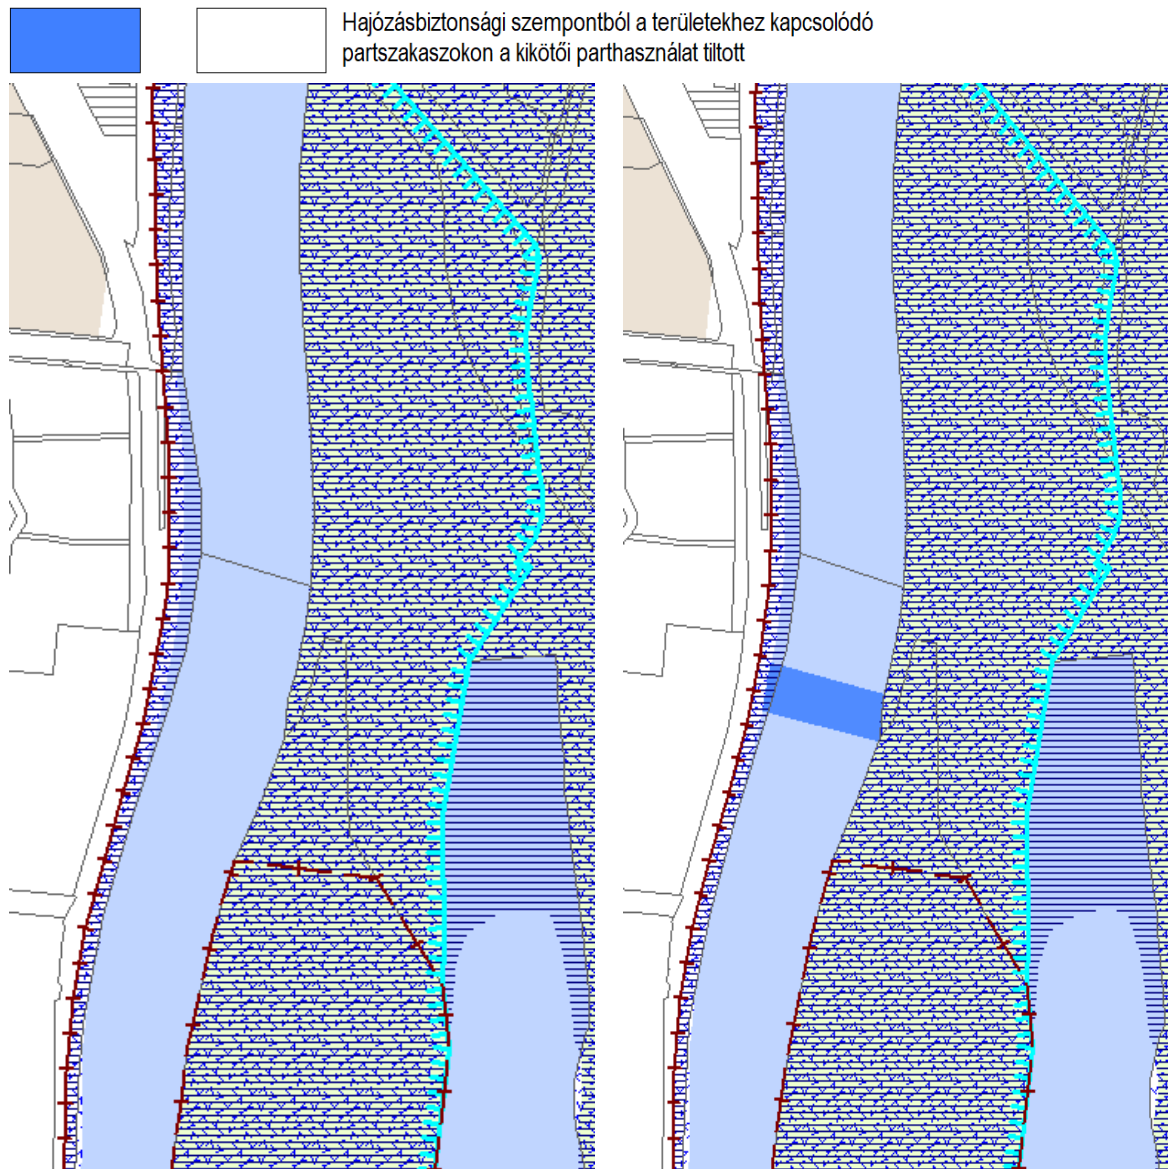 Hajózásbiztonsági szempontból a területekhez kapcsolódó
partszakaszokon a kikötői parthasználat tiltott